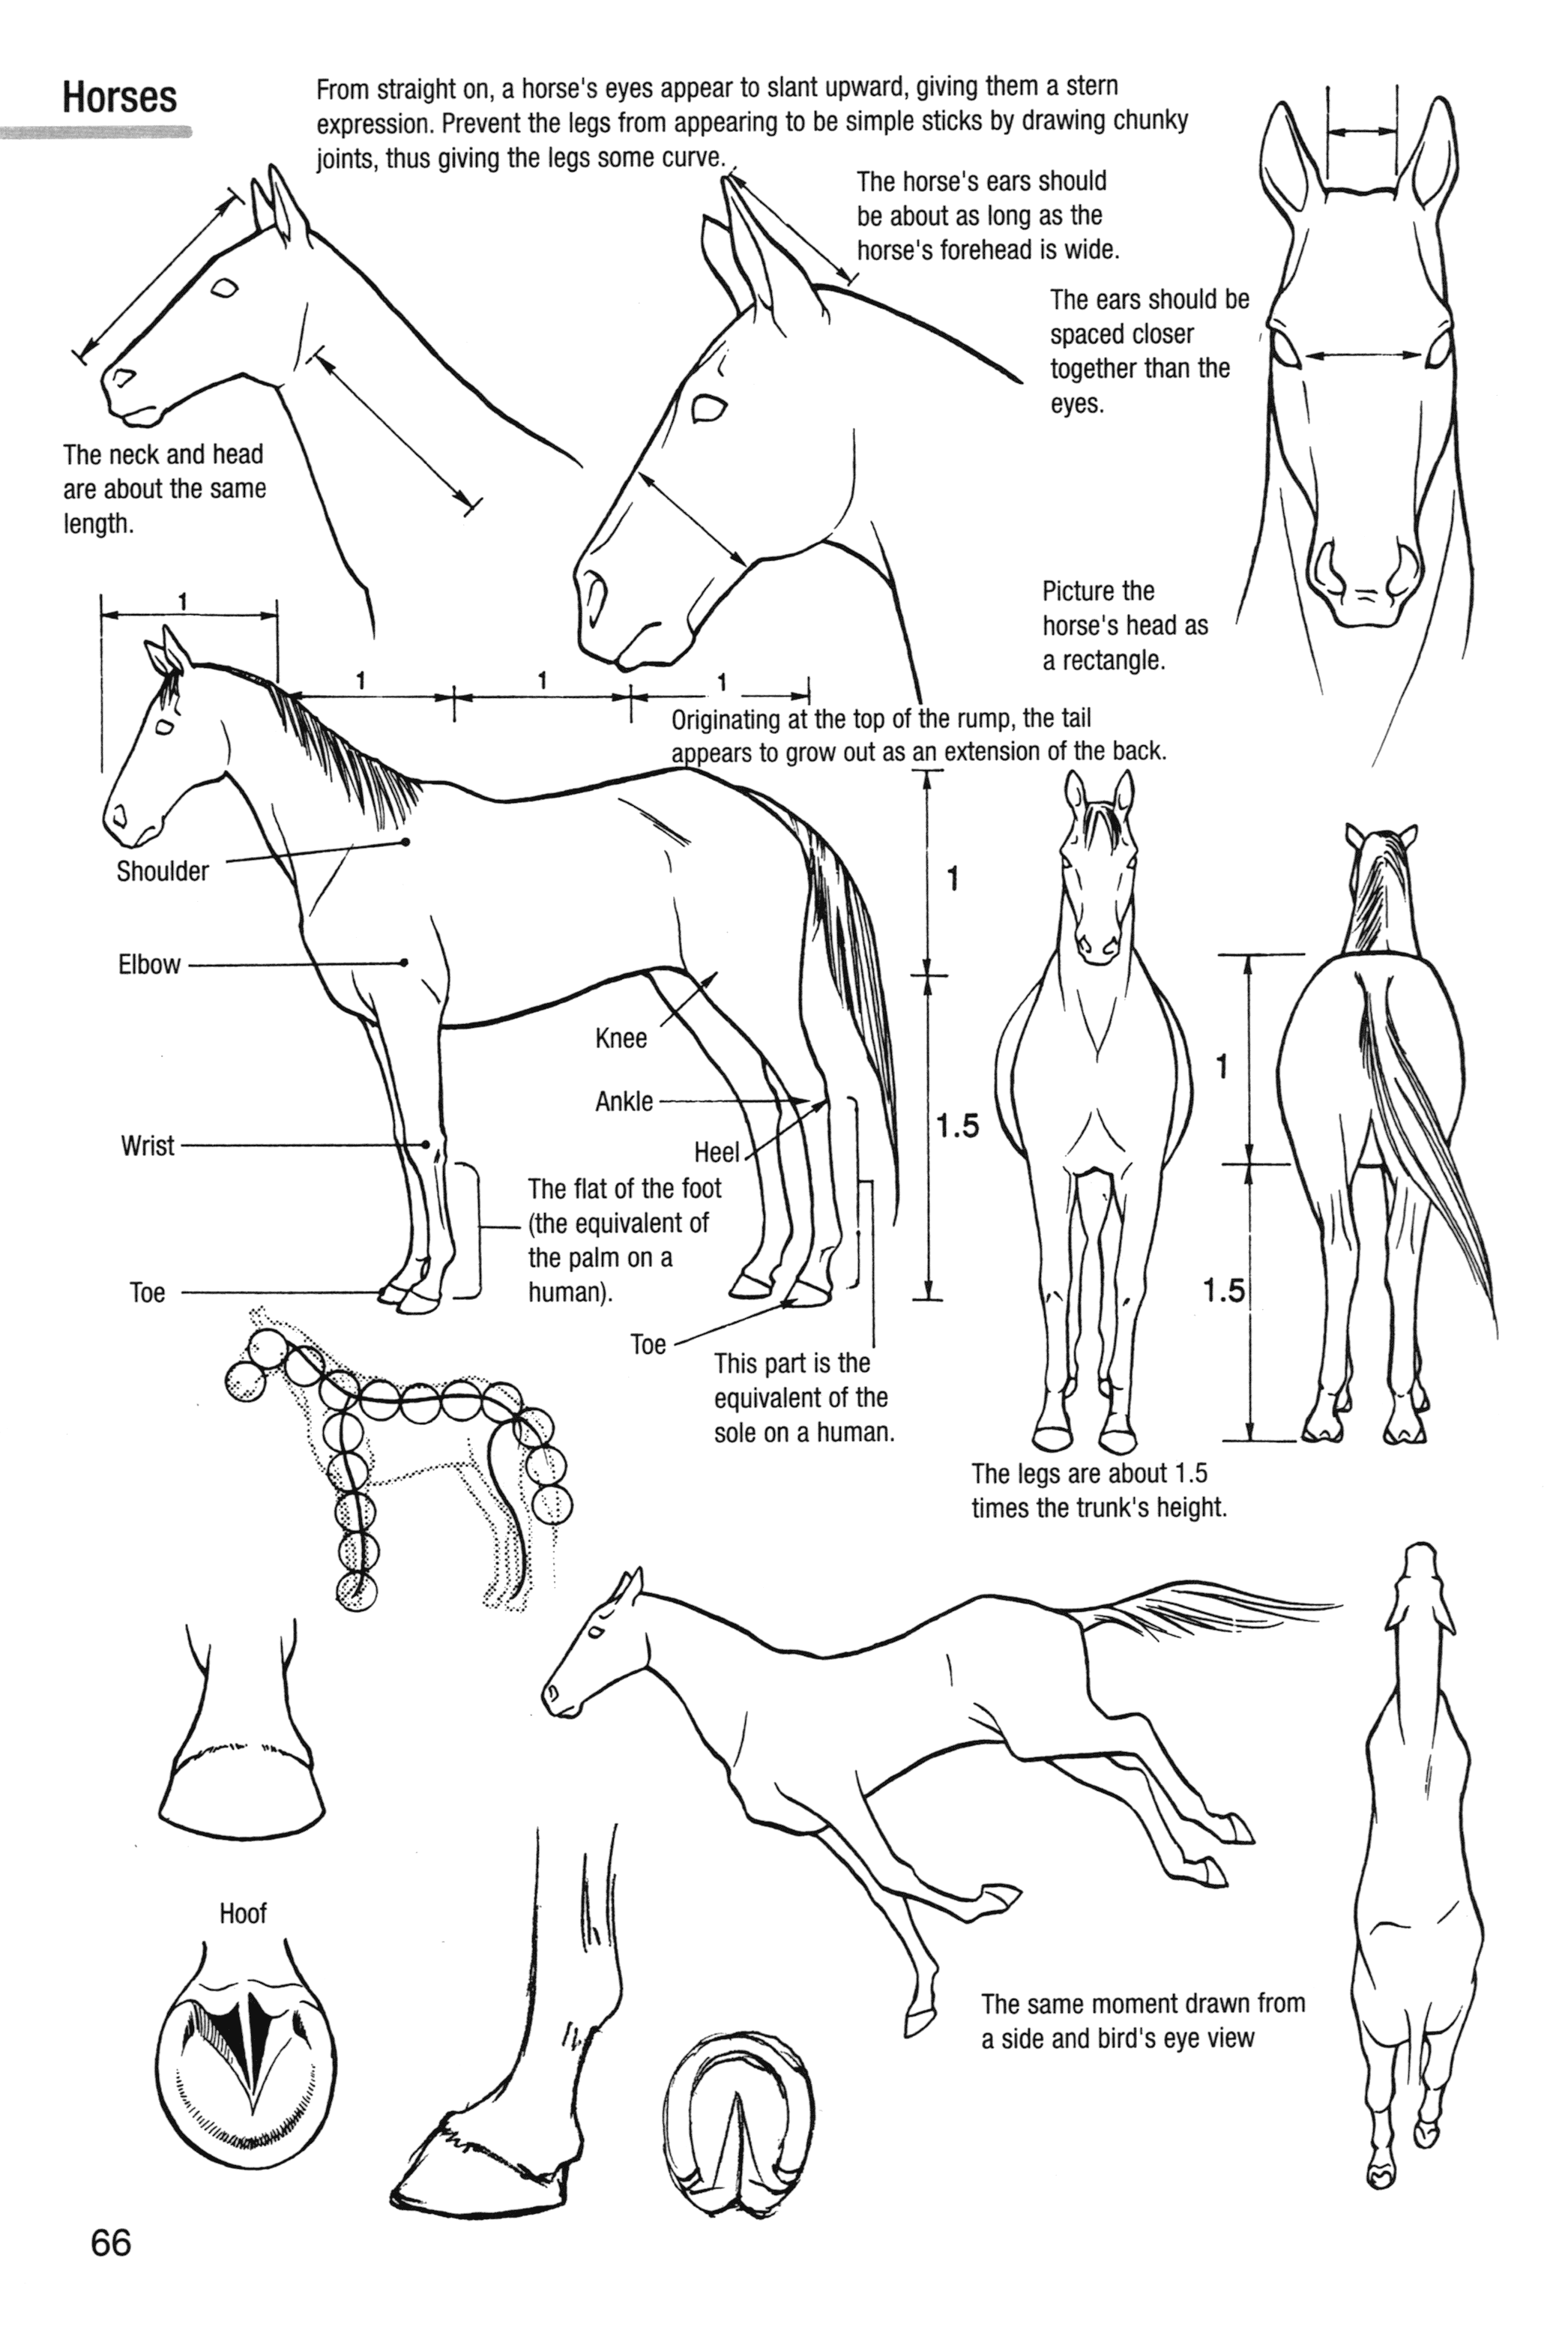 Horses
From straight on, a horse's eyes appear to slant upward, giving them a stern
expression. Prevent the legs from appearing to be simple sticks by drawing chunky
joints, thus giving the legs some curve.
The horse's ears should
be about as long as the
horse's forehead is wide.
The ears should be
spaced closer
together than the
eyes.
The neck and head
are about the same
length.
Picture the
horse's head as
a rectangle.
1
1
1
1
Originating at the top of the rump, the tail
appears to grow out as an extension of the back.
Shoulder
Elbow
Knee
Ankle
Wrist
Heel
The flat of the foot
(the equivalent of
the palm on a
human).
Toe
Toe
This part is the
equivalent of the
sole on a human.
1
1.5
1
1.5
The legs are about 1.5
times the trunk's height.
Hoof
The same moment drawn from
a side and bird's eye view
66